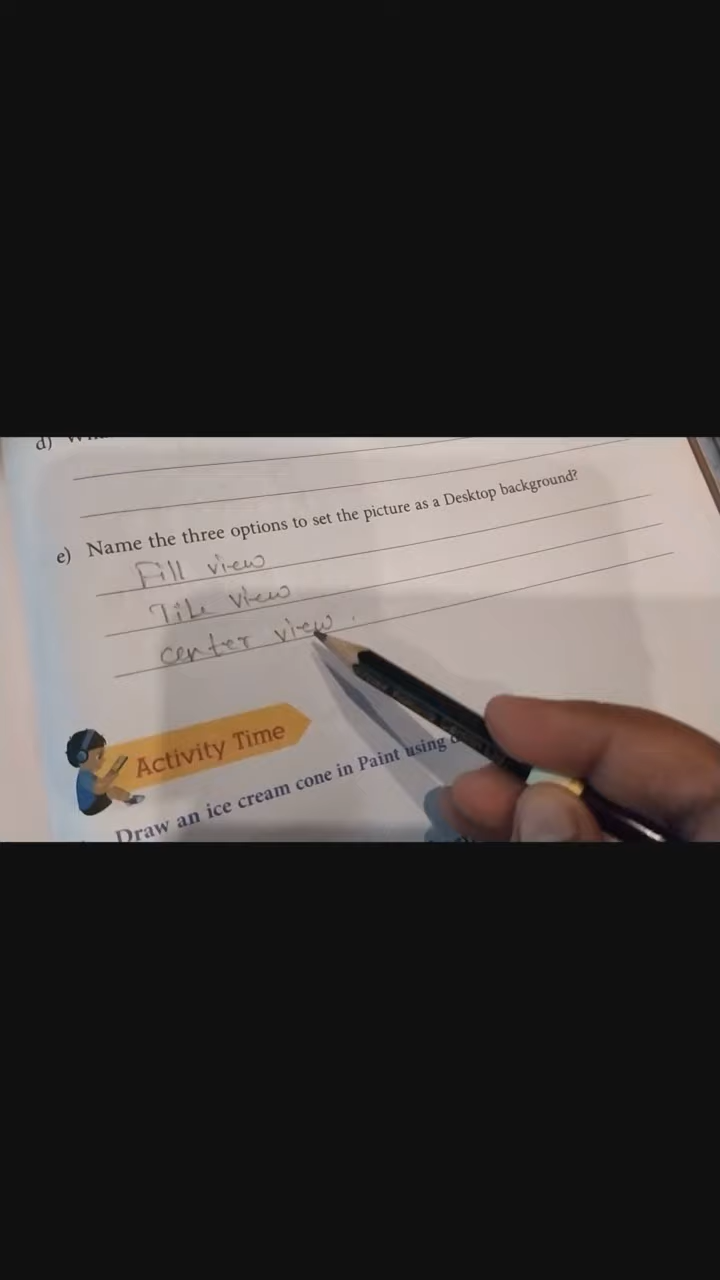 d)
e) Name the three options to set the picture as a Desktop background?
Fill view
Tile view
center view.
Activity Time
Draw an ice cream cone in Paint using